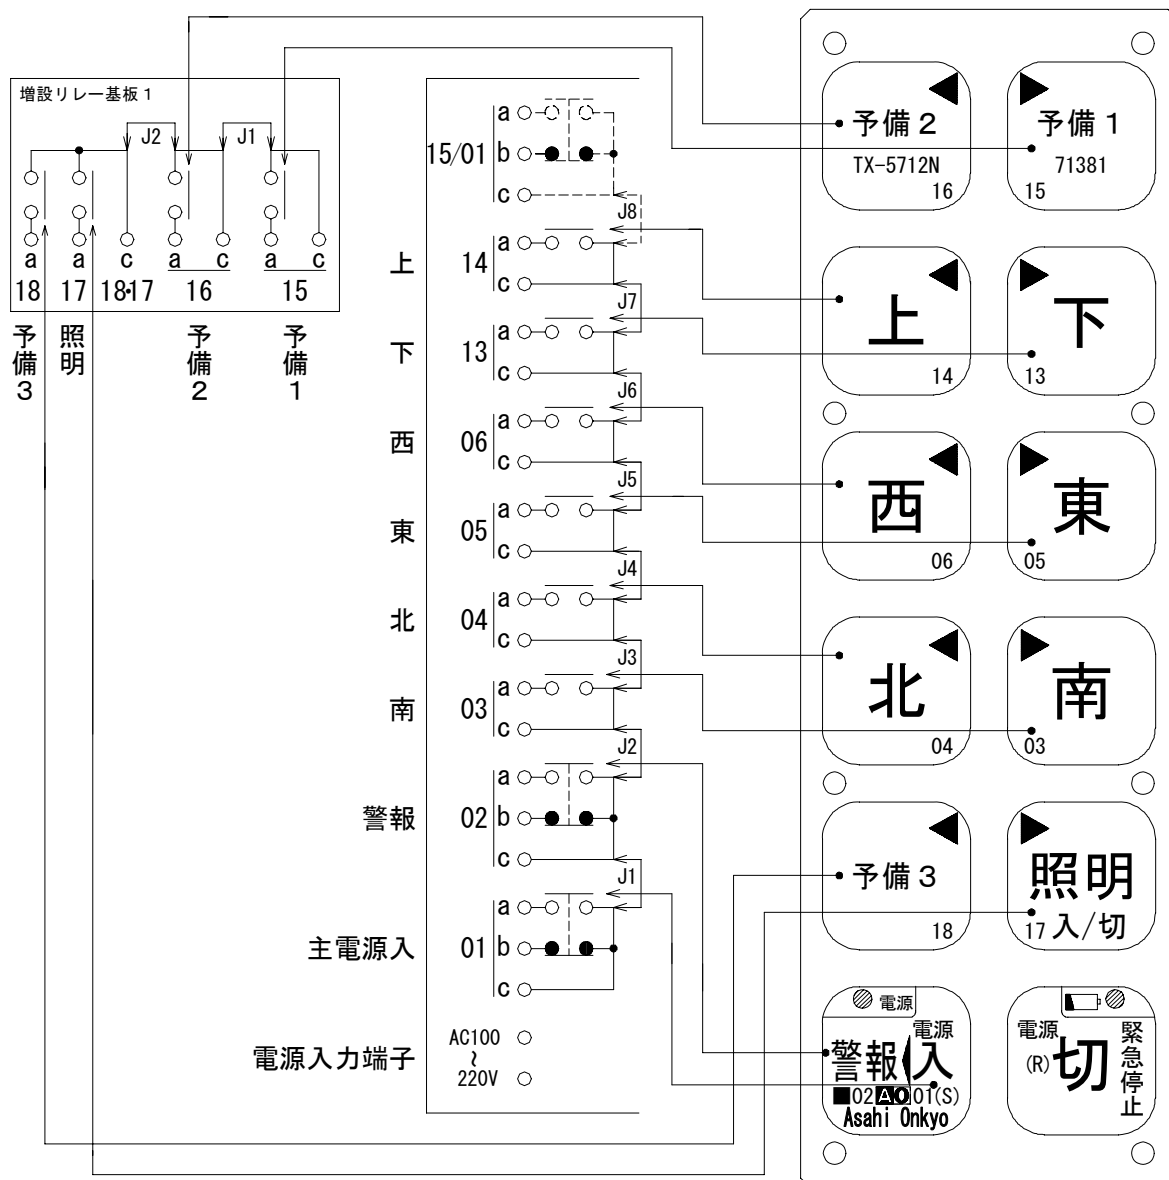 増設リレー基板1
J2
J1
a
a
c
a
c
a
c
18
17
18・17
16
15
予備3
照明
予備2
予備1
a
15/01
b
c
J8
上
14
a
c
J7
下
13
a
c
J6
西
06
a
c
J5
東
05
a
c
J4
北
04
a
c
J3
南
03
a
c
J2
警報
02
a
b
c
J1
主電源入
01
a
b
c
電源入力端子
AC100
~
220V
予備2
TX-5712N
16
予備1
71381
15
上
14
下
13
西
06
東
05
北
04
南
03
予備3
18
照明
17 入/切
電源
電源
警報 入
■02 AO 01(S)
Asahi Onkyo
電源
(R) 切
緊急停止